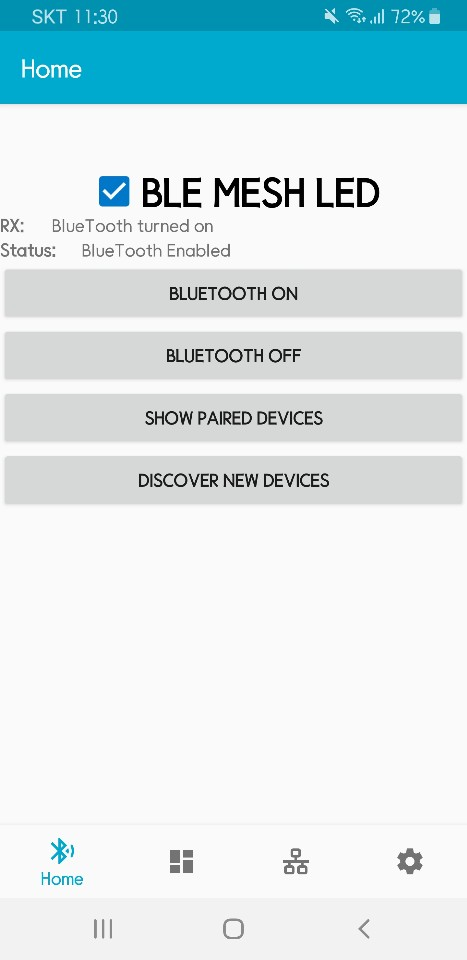 SKT 11:30
72%
Home
BLE MESH LED
RX: BlueTooth turned on
Status: BlueTooth Enabled
BLUETOOTH ON
BLUETOOTH OFF
SHOW PAIRED DEVICES
DISCOVER NEW DEVICES
Home